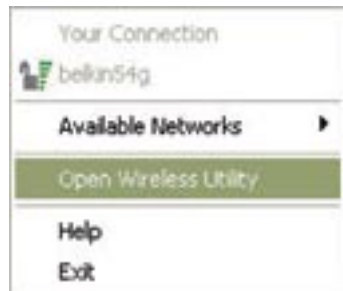 Your Connection
belkin54g
Available Networks
Open Wireless Utility
Help
Exit